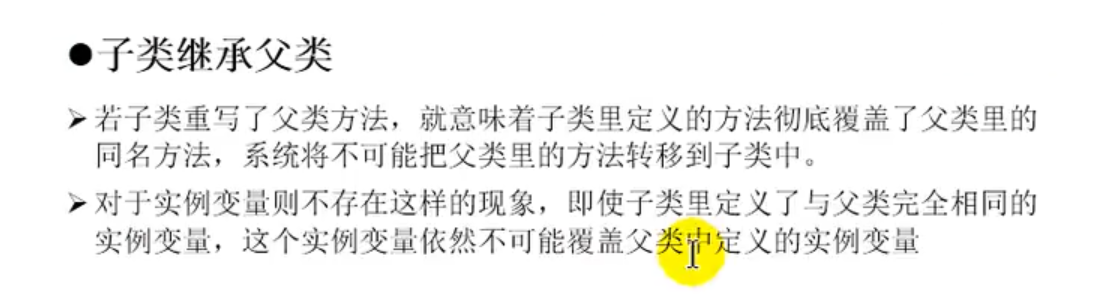 ●子类继承父类
➤ 若子类重写了父类方法，就意味着子类里定义的方法彻底覆盖了父类里的
同名方法，系统将不可能把父类里的方法转移到子类中。
➤ 对于实例变量则不存在这样的现象，即使子类里定义了与父类完全相同的
实例变量，这个实例变量依然不可能覆盖父类中定义的实例变量